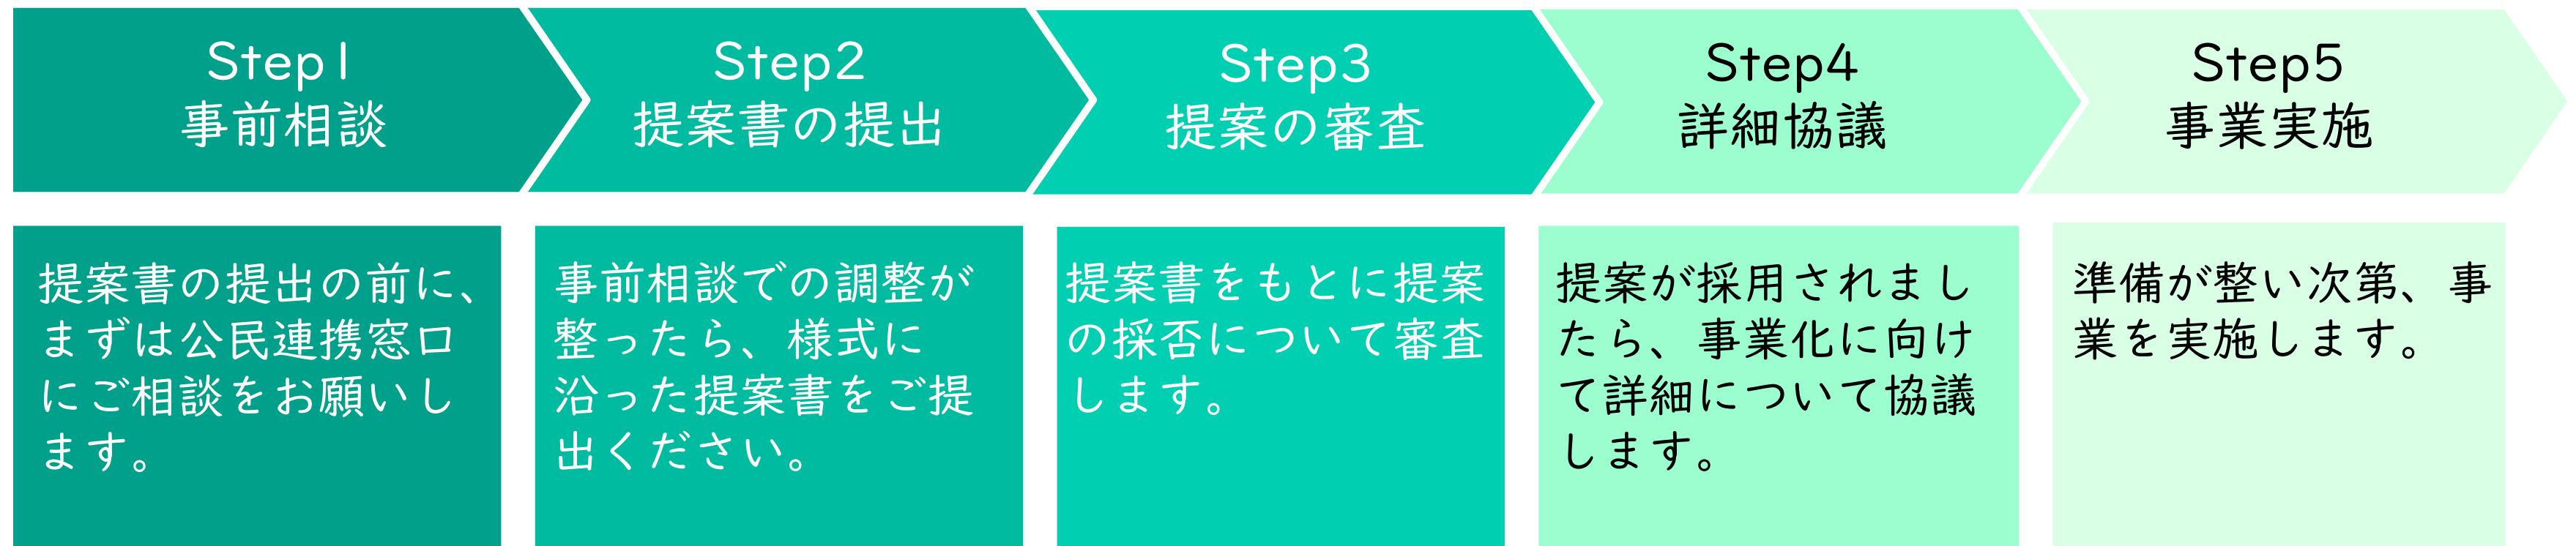 Step1
事前相談
Step2
提案書の提出
Step3
提案の審査
Step4
詳細協議
Step5
事業実施
提案書の提出の前に、
まずは公民連携窓口
にご相談をお願いし
ます。
事前相談での調整が
整ったら、様式に
沿った提案書をご提
出ください。
提案書をもとに提案
の採否について審査
します。
提案が採用されまし
たら、事業化に向け
て詳細について協議
します。
準備が整い次第、事
業を実施します。